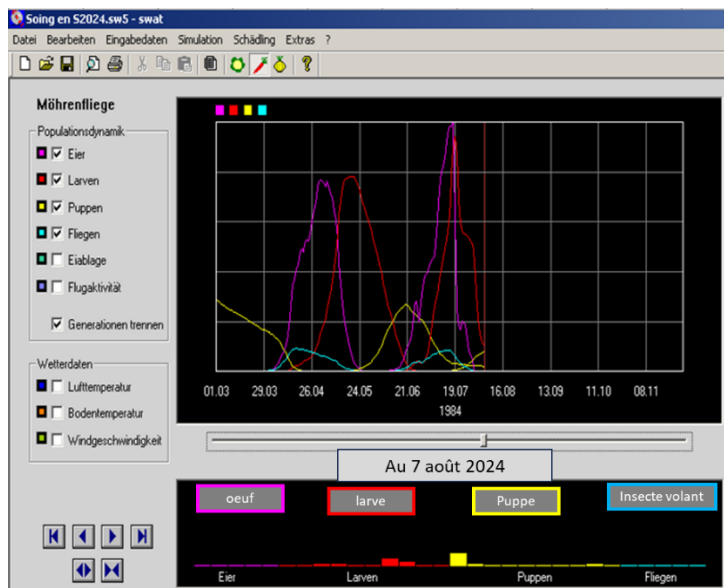 Soing en S2024.sw5 - swat
Datei Bearbeiten Eingabedaten Simulation Schädling Extras ?
Möhrenfliege
Populationsdynamik
Eier
Larven
Puppen
Fliegen
Eiablage
Flugaktivität
Generationen trennen
Wetterdaten
Lufttemperatur
Bodentemperatur
Windgeschwindigkeit
01.03 29.03 26.04 24.05 21.06 19.07 16.08 13.09 11.10 08.11
1984
Au 7 août 2024
oeuf larve Puppe Insecte volant
Eier Larven Puppen Fliegen